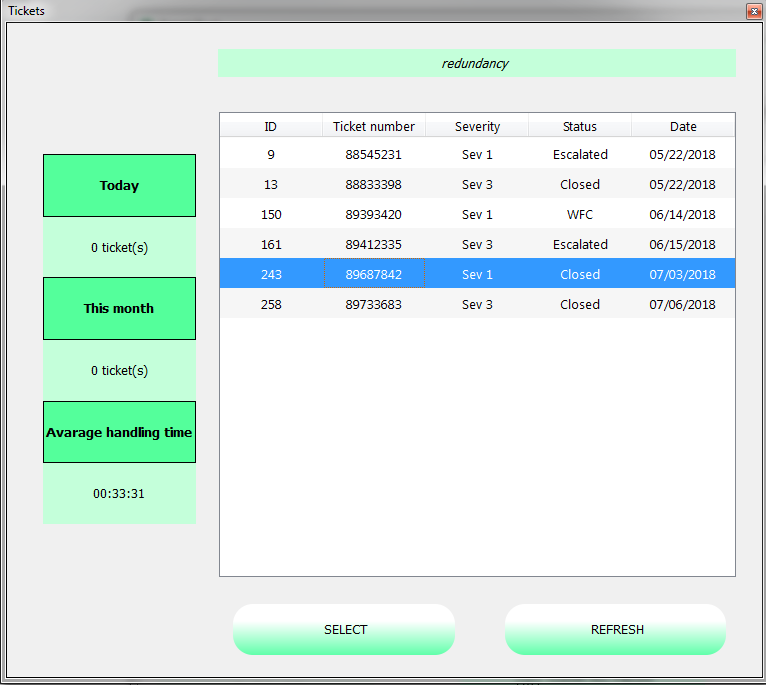 Tickets
redundancy
ID Ticket number Severity Status Date
9 88545231 Sev 1 Escalated 05/22/2018
13 88833398 Sev 3 Closed 05/22/2018
150 89393420 Sev 1 WFC 06/14/2018
161 89412335 Sev 3 Escalated 06/15/2018
243 89687842 Sev 1 Closed 07/03/2018
258 89733683 Sev 3 Closed 07/06/2018
Today
0 ticket(s)
This month
0 ticket(s)
Avarage handling time
00:33:31
SELECT REFRESH